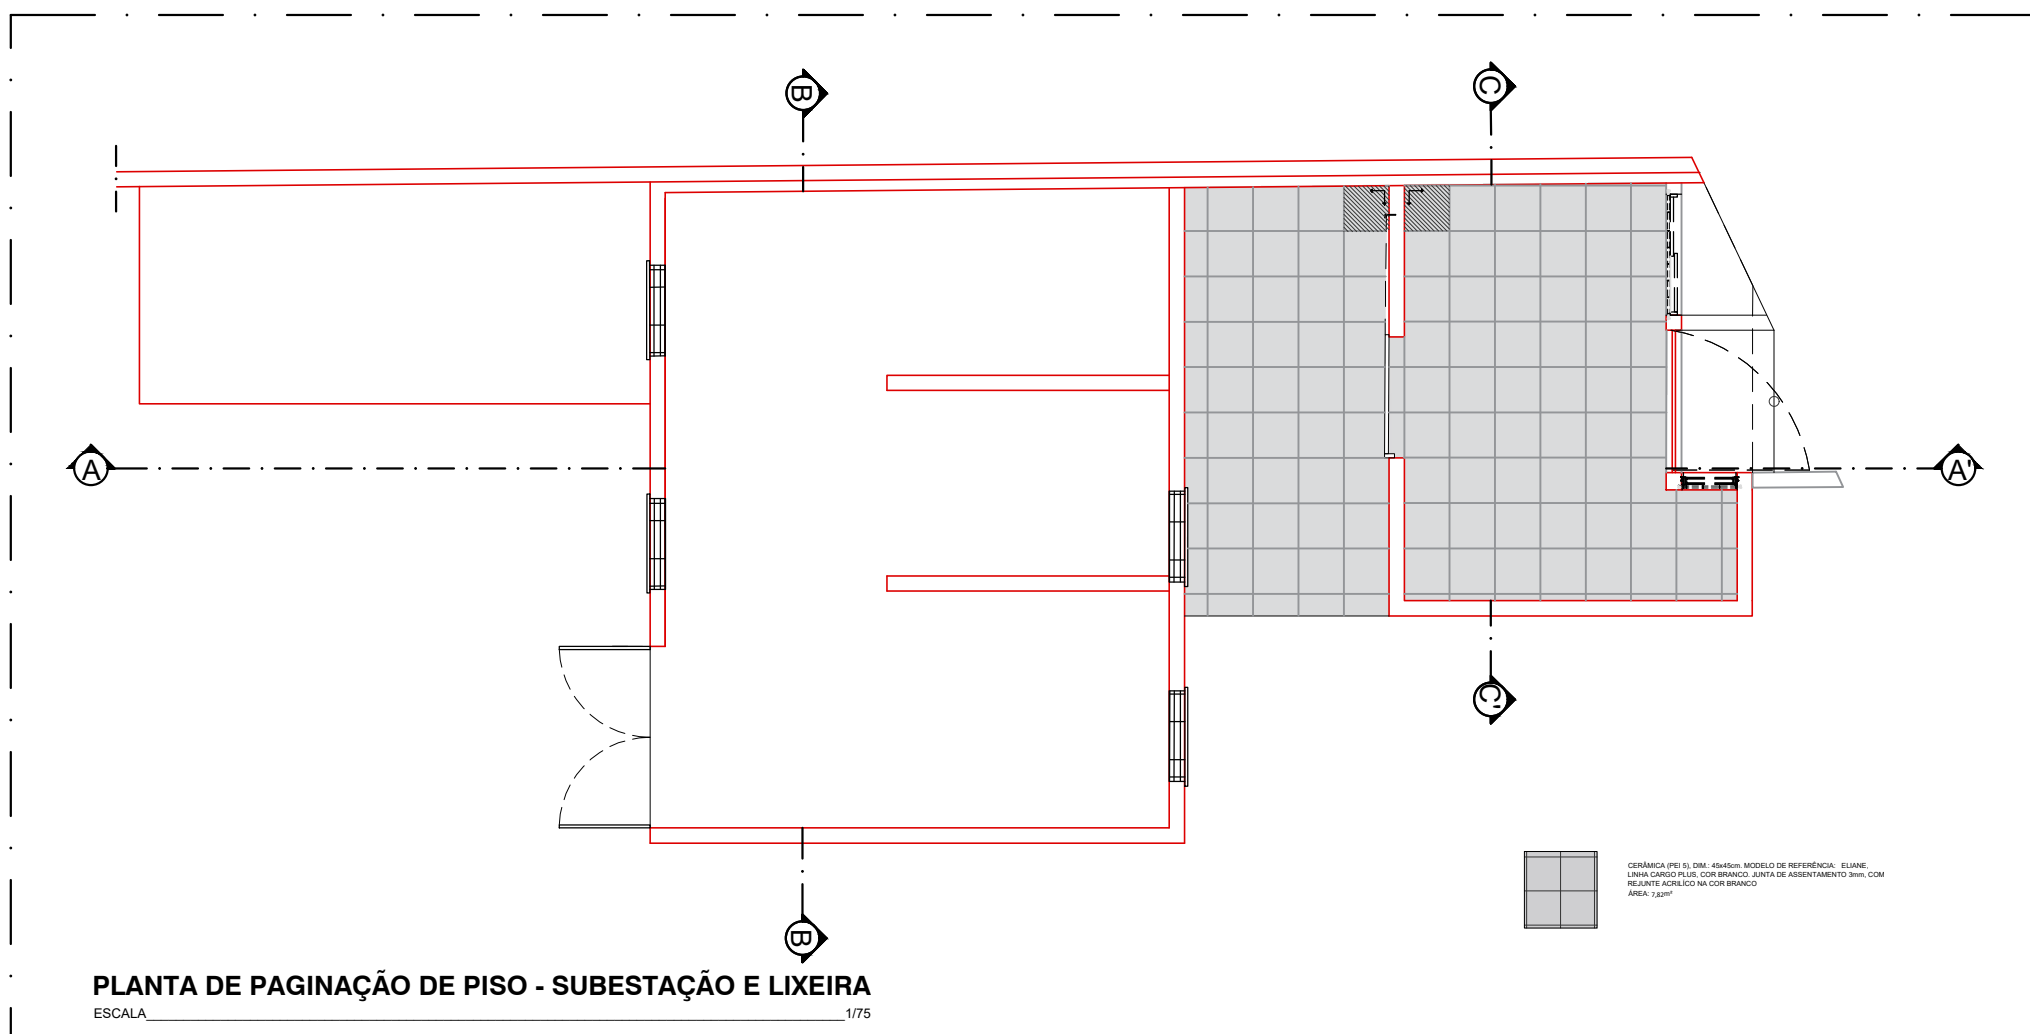 B
C
A
A'
C'
CERÂMICA (PEI 5), DIM.: 45x45cm. MODELO DE REFERÊNCIA: ELIANE,
LINHA CARGO PLUS, COR BRANCO. JUNTA DE ASSENTAMENTO 3mm, COM
REJUNTE ACRILÍCO NA COR BRANCO
ÁREA: 7,82m²
B
PLANTA DE PAGINAÇÃO DE PISO - SUBESTAÇÃO E LIXEIRA
ESCALA 1/75